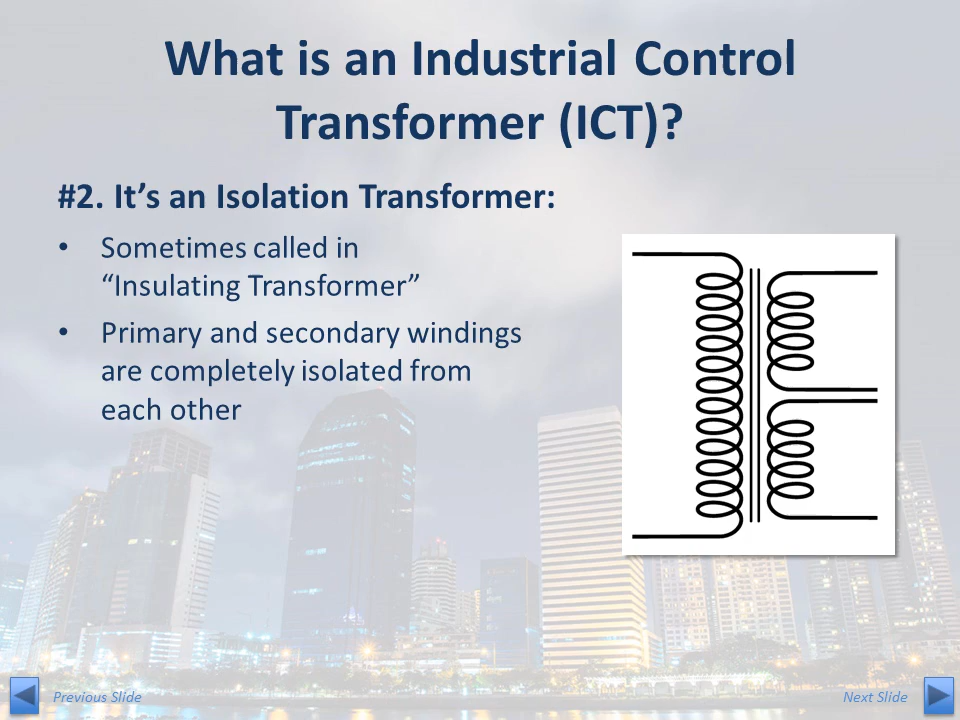 What is an Industrial Control
Transformer (ICT)?
#2. It’s an Isolation Transformer:
• Sometimes called in
“Insulating Transformer”
• Primary and secondary windings
are completely isolated from
each other
Previous Slide
Next Slide